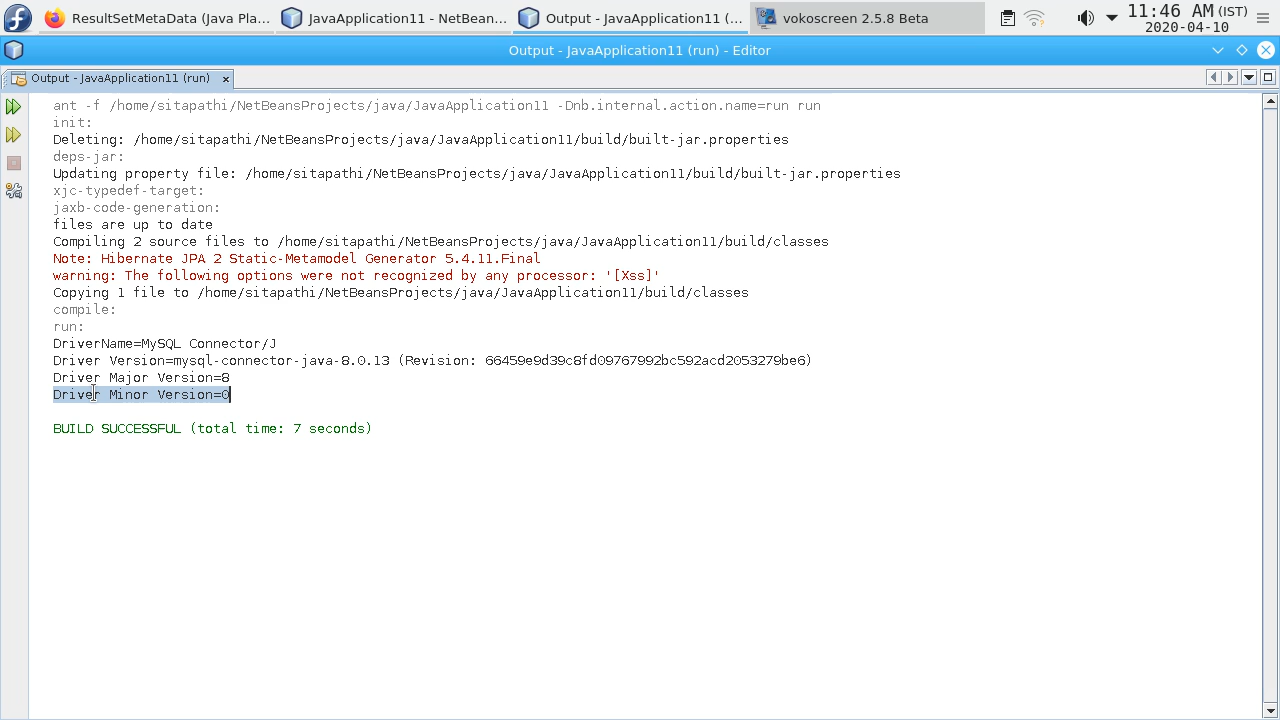 ResultSetMetaData (Java Pla...
JavaApplication11 - NetBean...
Output - JavaApplication11 (...
vokoscreen 2.5.8 Beta
11:46 AM (IST)
2020-04-10
Output - JavaApplication11 (run) - Editor
Output - JavaApplication11 (run)
ant -f /home/sitapathi/NetBeansProjects/java/JavaApplication11 -Dnb.internal.action.name=run run
init:
Deleting: /home/sitapathi/NetBeansProjects/java/JavaApplication11/build/built-jar.properties
deps-jar:
Updating property file: /home/sitapathi/NetBeansProjects/java/JavaApplication11/build/built-jar.properties
xjc-typedef-target:
jaxb-code-generation:
files are up to date
Compiling 2 source files to /home/sitapathi/NetBeansProjects/java/JavaApplication11/build/classes
Note: Hibernate JPA 2 Static-Metamodel Generator 5.4.11.Final
warning: The following options were not recognized by any processor: '[Xss]'
Copying 1 file to /home/sitapathi/NetBeansProjects/java/JavaApplication11/build/classes
compile:
run:
DriverName=MySQL Connector/J
Driver Version=mysql-connector-java-8.0.13 (Revision: 66459e9d39c8fd09767992bc592acd2053279be6)
Driver Major Version=8
Driver Minor Version=0
BUILD SUCCESSFUL (total time: 7 seconds)